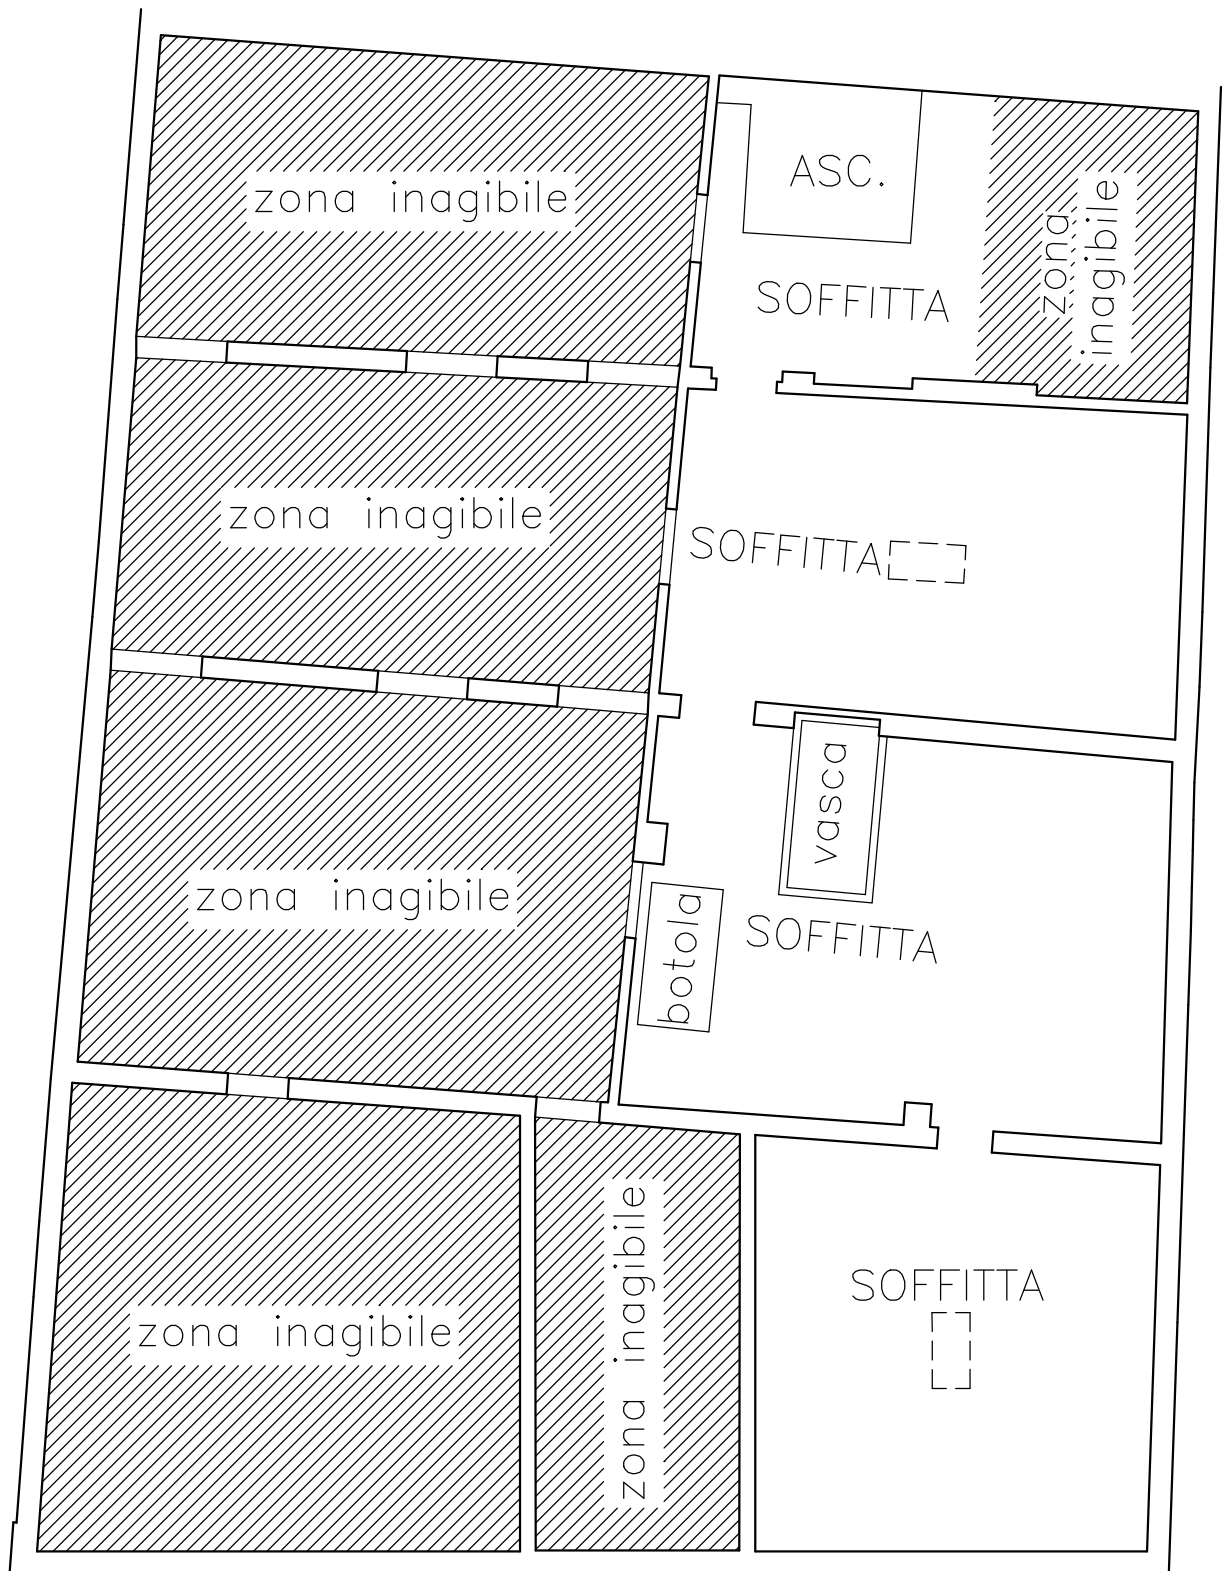 zona inagibile
ASC.
zona
inagibile
SOFFITTA
zona inagibile
SOFFITTA
vasca
zona inagibile
botola
SOFFITTA
zona inagibile
zona inagibile
SOFFITTA